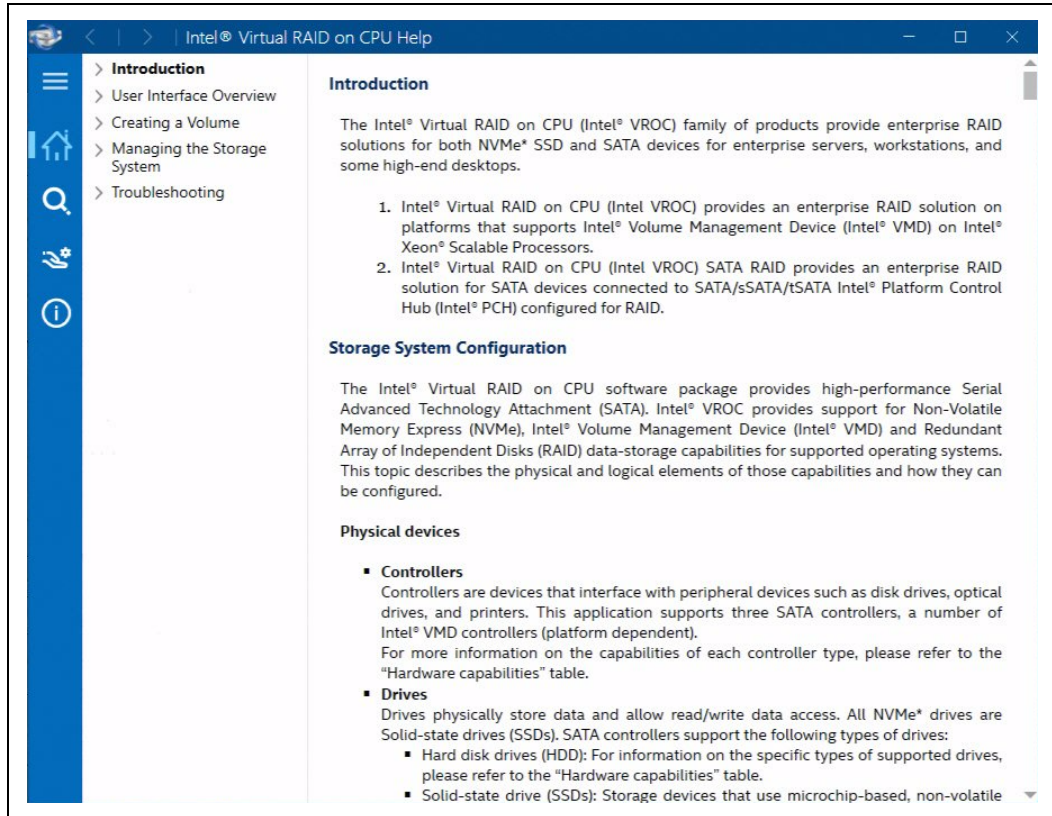 Intel® Virtual RAID on CPU Help
Introduction
User Interface Overview
Creating a Volume
Managing the Storage
System
Troubleshooting
Introduction
The Intel® Virtual RAID on CPU (Intel® VROC) family of products provide enterprise RAID
solutions for both NVMe* SSD and SATA devices for enterprise servers, workstations, and
some high-end desktops.
1. Intel® Virtual RAID on CPU (Intel VROC) provides an enterprise RAID solution on
platforms that supports Intel® Volume Management Device (Intel® VMD) on Intel®
Xeon® Scalable Processors.
2. Intel® Virtual RAID on CPU (Intel VROC) SATA RAID provides an enterprise RAID
solution for SATA devices connected to SATA/sSATA/tSATA Intel® Platform Control
Hub (Intel® PCH) configured for RAID.
Storage System Configuration
The Intel® Virtual RAID on CPU software package provides high-performance Serial
Advanced Technology Attachment (SATA). Intel® VROC provides support for Non-Volatile
Memory Express (NVMe), Intel® Volume Management Device (Intel® VMD) and Redundant
Array of Independent Disks (RAID) data-storage capabilities for supported operating systems.
This topic describes the physical and logical elements of those capabilities and how they can
be configured.
Physical devices
▪ Controllers
Controllers are devices that interface with peripheral devices such as disk drives, optical
drives, and printers. This application supports three SATA controllers, a number of
Intel® VMD controllers (platform dependent).
For more information on the capabilities of each controller type, please refer to the
“Hardware capabilities” table.
▪ Drives
Drives physically store data and allow read/write data access. All NVMe* drives are
Solid-state drives (SSDs). SATA controllers support the following types of drives:
▪ Hard disk drives (HDD): For information on the specific types of supported drives,
please refer to the “Hardware capabilities” table.
▪ Solid-state drive (SSDs): Storage devices that use microchip-based, non-volatile